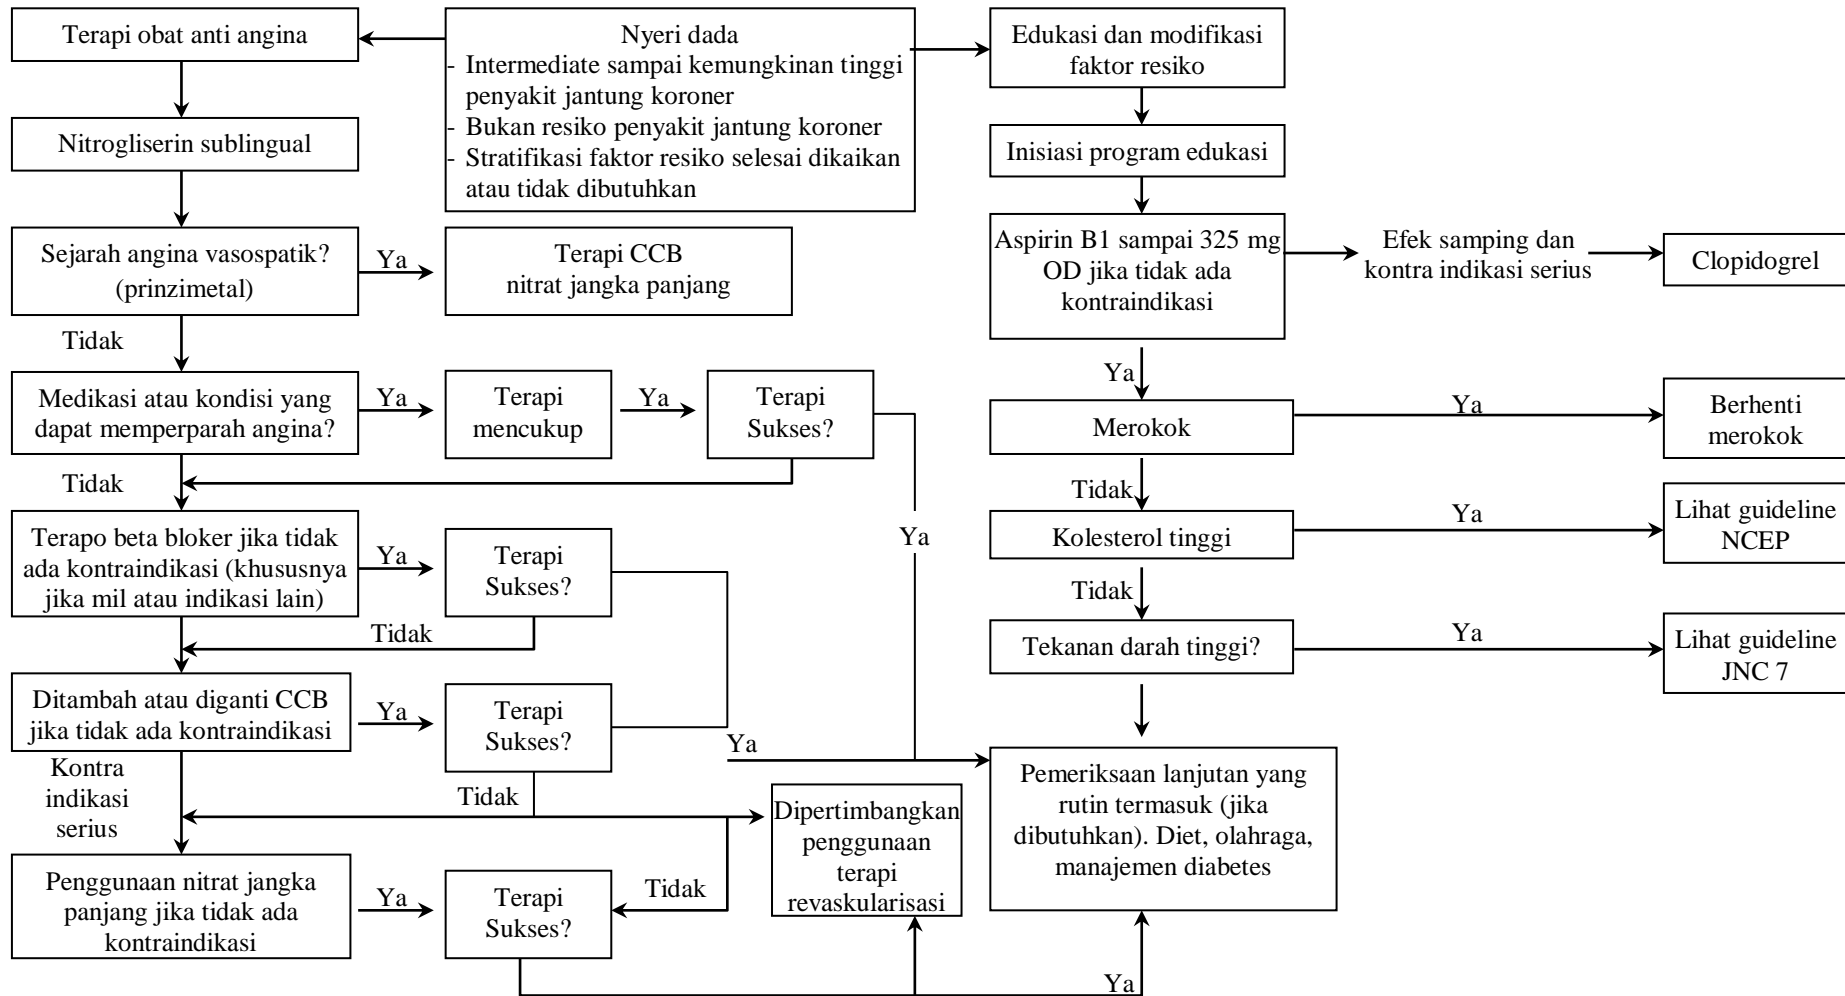 Terapi obat anti angina
Nyeri dada
- Intermediate sampai kemungkinan tinggi
penyakit jantung koroner
- Bukan resiko penyakit jantung koroner
- Stratifikasi faktor resiko selesai dikaikan
atau tidak dibutuhkan
Edukasi dan modifikasi
faktor resiko
Nitrogliserin sublingual
Inisiasi program edukasi
Sejarah angina vasospatik?
(prinzimetal)
Ya
Terapi CCB
nitrat jangka panjang
Aspirin B1 sampai 325 mg
OD jika tidak ada
kontraindikasi
Efek samping dan
kontra indikasi serius
Clopidogrel
Tidak
Medikasi atau kondisi yang
dapat memperparah angina?
Ya
Terapi
mencukup
Ya
Terapi
Sukses?
Ya
Merokok
Ya
Berhenti
merokok
Tidak
Ya
Tidak
Kolesterol tinggi
Ya
Lihat guideline
NCEP
Terapo beta bloker jika tidak
ada kontraindikasi (khususnya
jika mil atau indikasi lain)
Ya
Terapi
Sukses?
Tidak
Tidak
Tekanan darah tinggi?
Ya
Lihat guideline
JNC 7
Ditambah atau diganti CCB
jika tidak ada kontraindikasi
Ya
Terapi
Sukses?
Ya
Kontra
indikasi
serius
Tidak
Dipertimbangkan
penggunaan
terapi
revaskularisasi
Pemeriksaan lanjutan yang
rutin termasuk (jika
dibutuhkan). Diet, olahraga,
manajemen diabetes
Penggunaan nitrat jangka
panjang jika tidak ada
kontraindikasi
Ya
Terapi
Sukses?
Tidak
Ya